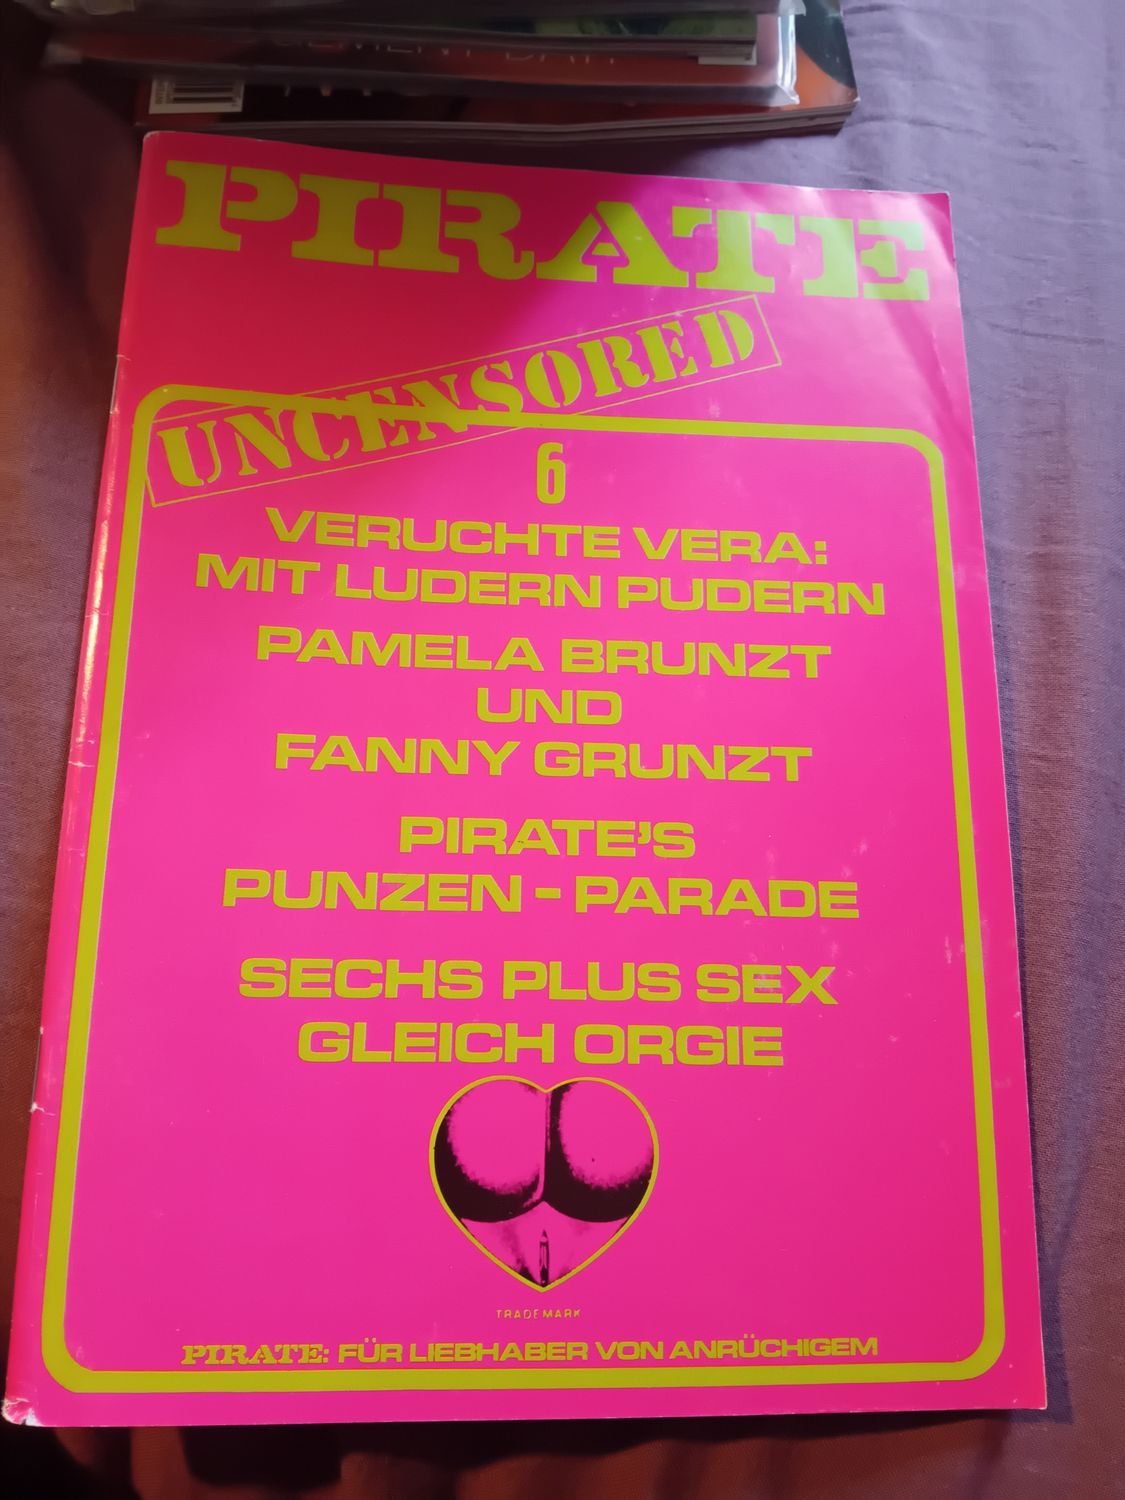 PIRATE
UNCENSORED
6
VERUCHTE VERA:
MIT LUDERN PUDERN
PAMELA BRUNZT
UND
FANNY GRUNZT
PIRATE'S
PUNZEN - PARADE
SECHS PLUS SEX
GLEICH ORGIE
TRADEMARK
PIRATE: FÜR LIEBHABER VON ANRÜCHIGEM